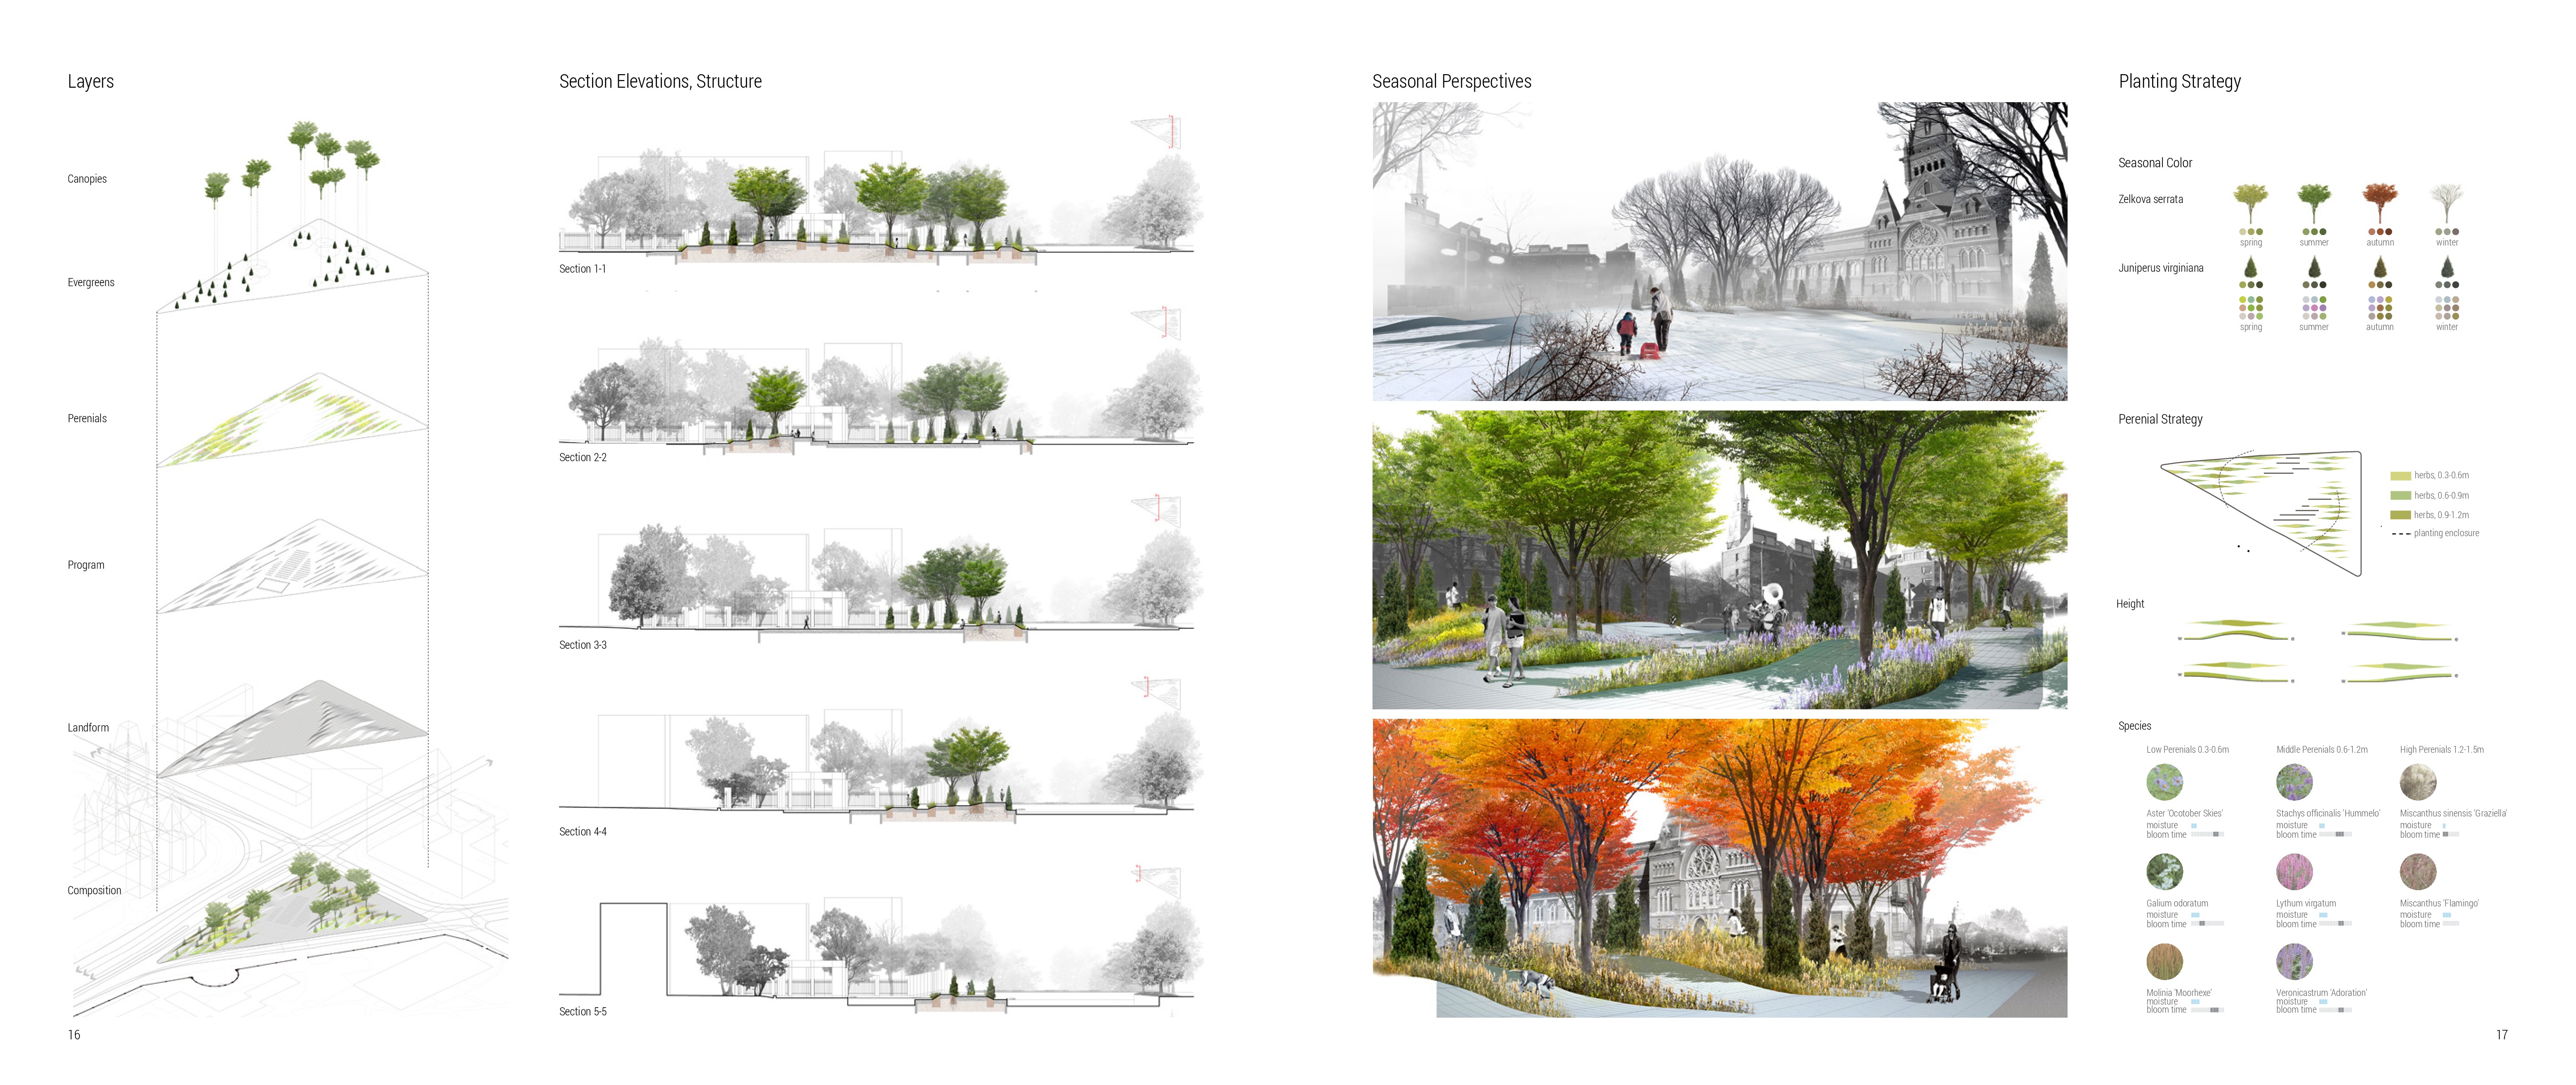 Layers
Canopies
Evergreens
Perenials
Program
Landform
Composition
16
Section Elevations, Structure
Section 1-1
Section 2-2
Section 3-3
Section 4-4
Section 5-5
Seasonal Perspectives
Planting Strategy
Seasonal Color
Zelkova serrata
spring summer autumn winter
Juniperus virginiana
spring summer autumn winter
Perenial Strategy
herbs, 0.3-0.6m
herbs, 0.6-0.9m
herbs, 0.9-1.2m
planting enclosure
Height
Species
Low Perenials 0.3-0.6m
Middle Perenials 0.6-1.2m
High Perenials 1.2-1.5m
Aster 'Ocotober Skies'
moisture
bloom time
Stachys officinalis 'Hummelo'
moisture
bloom time
Miscanthus sinensis 'Graziella'
moisture
bloom time
Galium odoratum
moisture
bloom time
Lythum virgatum
moisture
bloom time
Miscanthus 'Flamingo'
moisture
bloom time
Molinia 'Moorhexe'
moisture
bloom time
Veronicastrum 'Adoration'
moisture
bloom time
17